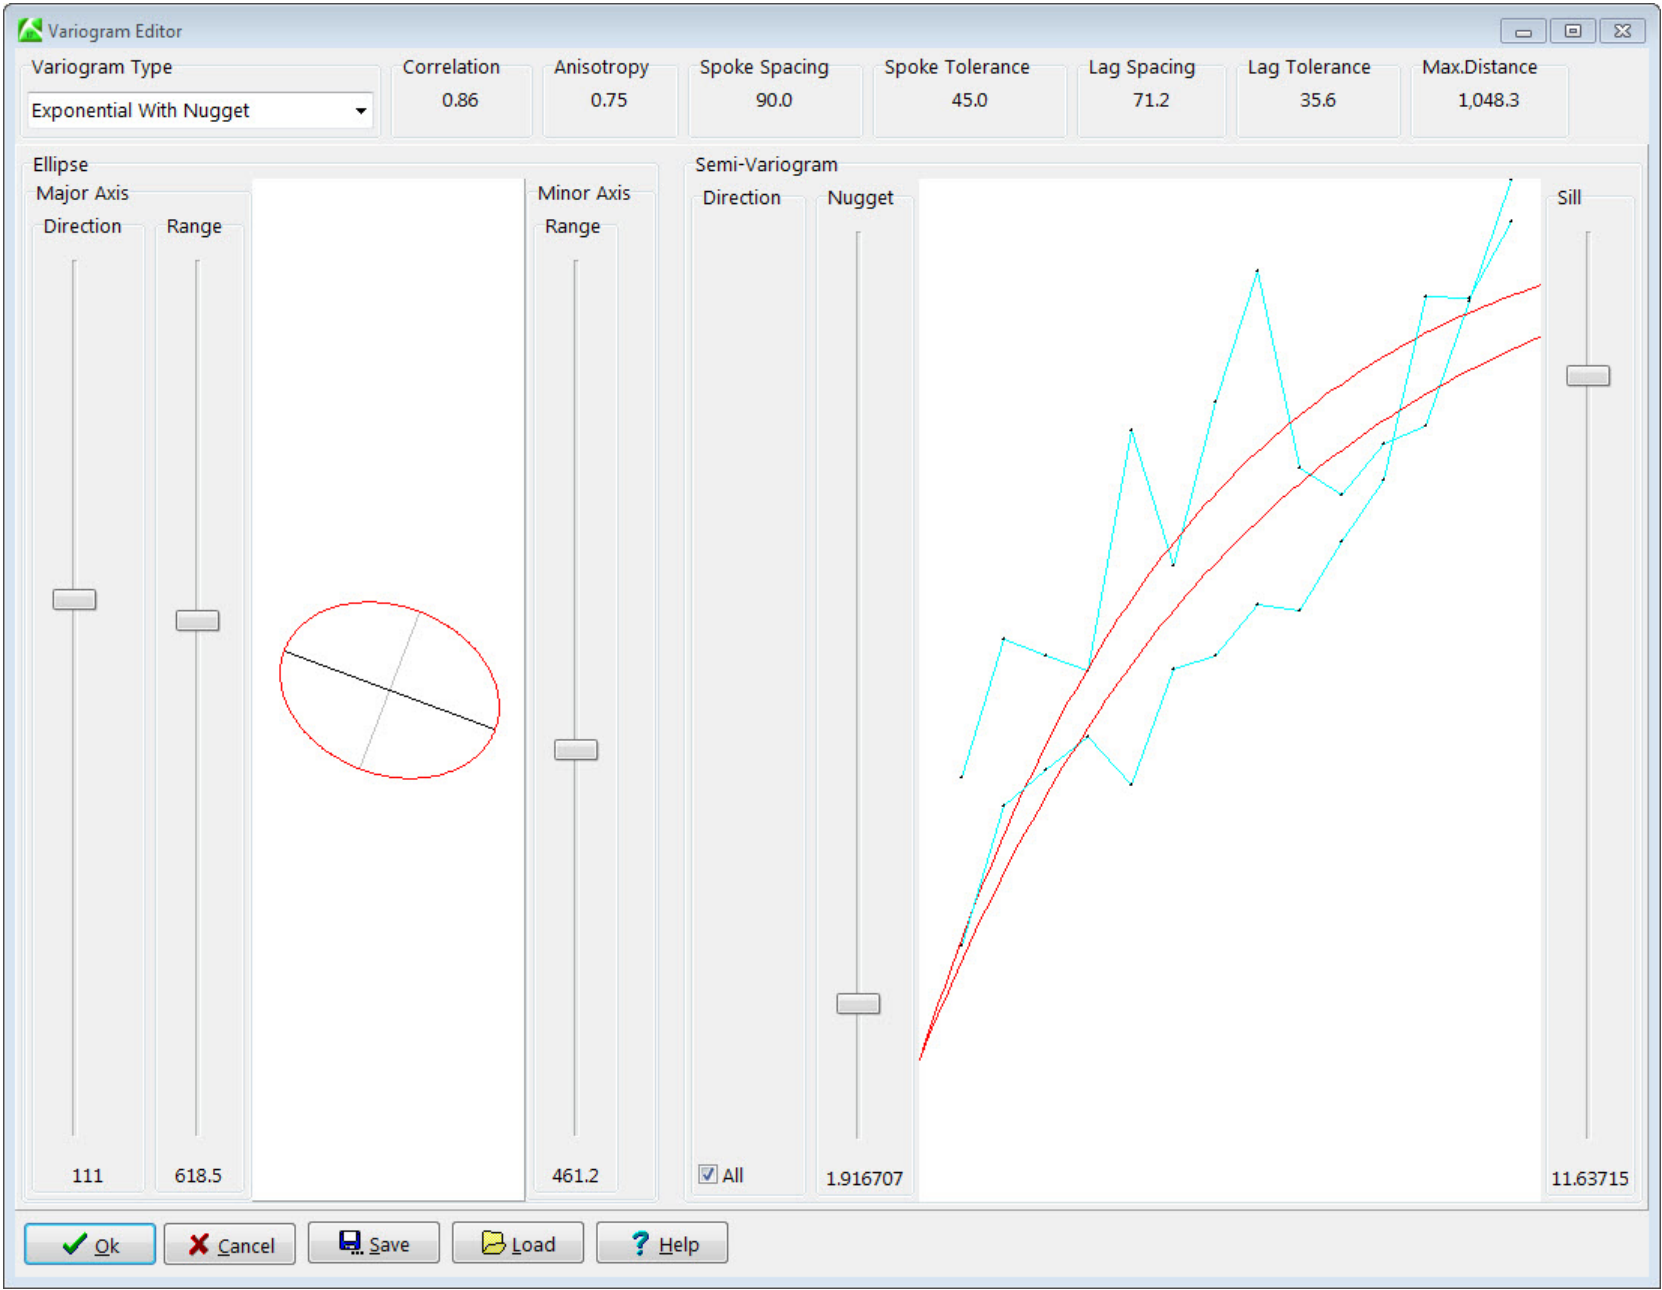 Variogram Editor
Variogram Type
Correlation
Anisotropy
Spoke Spacing
Spoke Tolerance
Lag Spacing
Lag Tolerance
Max.Distance
Exponential With Nugget
0.86
0.75
90.0
45.0
71.2
35.6
1,048.3
Ellipse
Major Axis
Direction
Range
Minor Axis
Range
Semi-Variogram
Direction
Nugget
Sill
111
618.5
461.2
All
1.916707
11.63715
Ok
Cancel
Save
Load
? Help